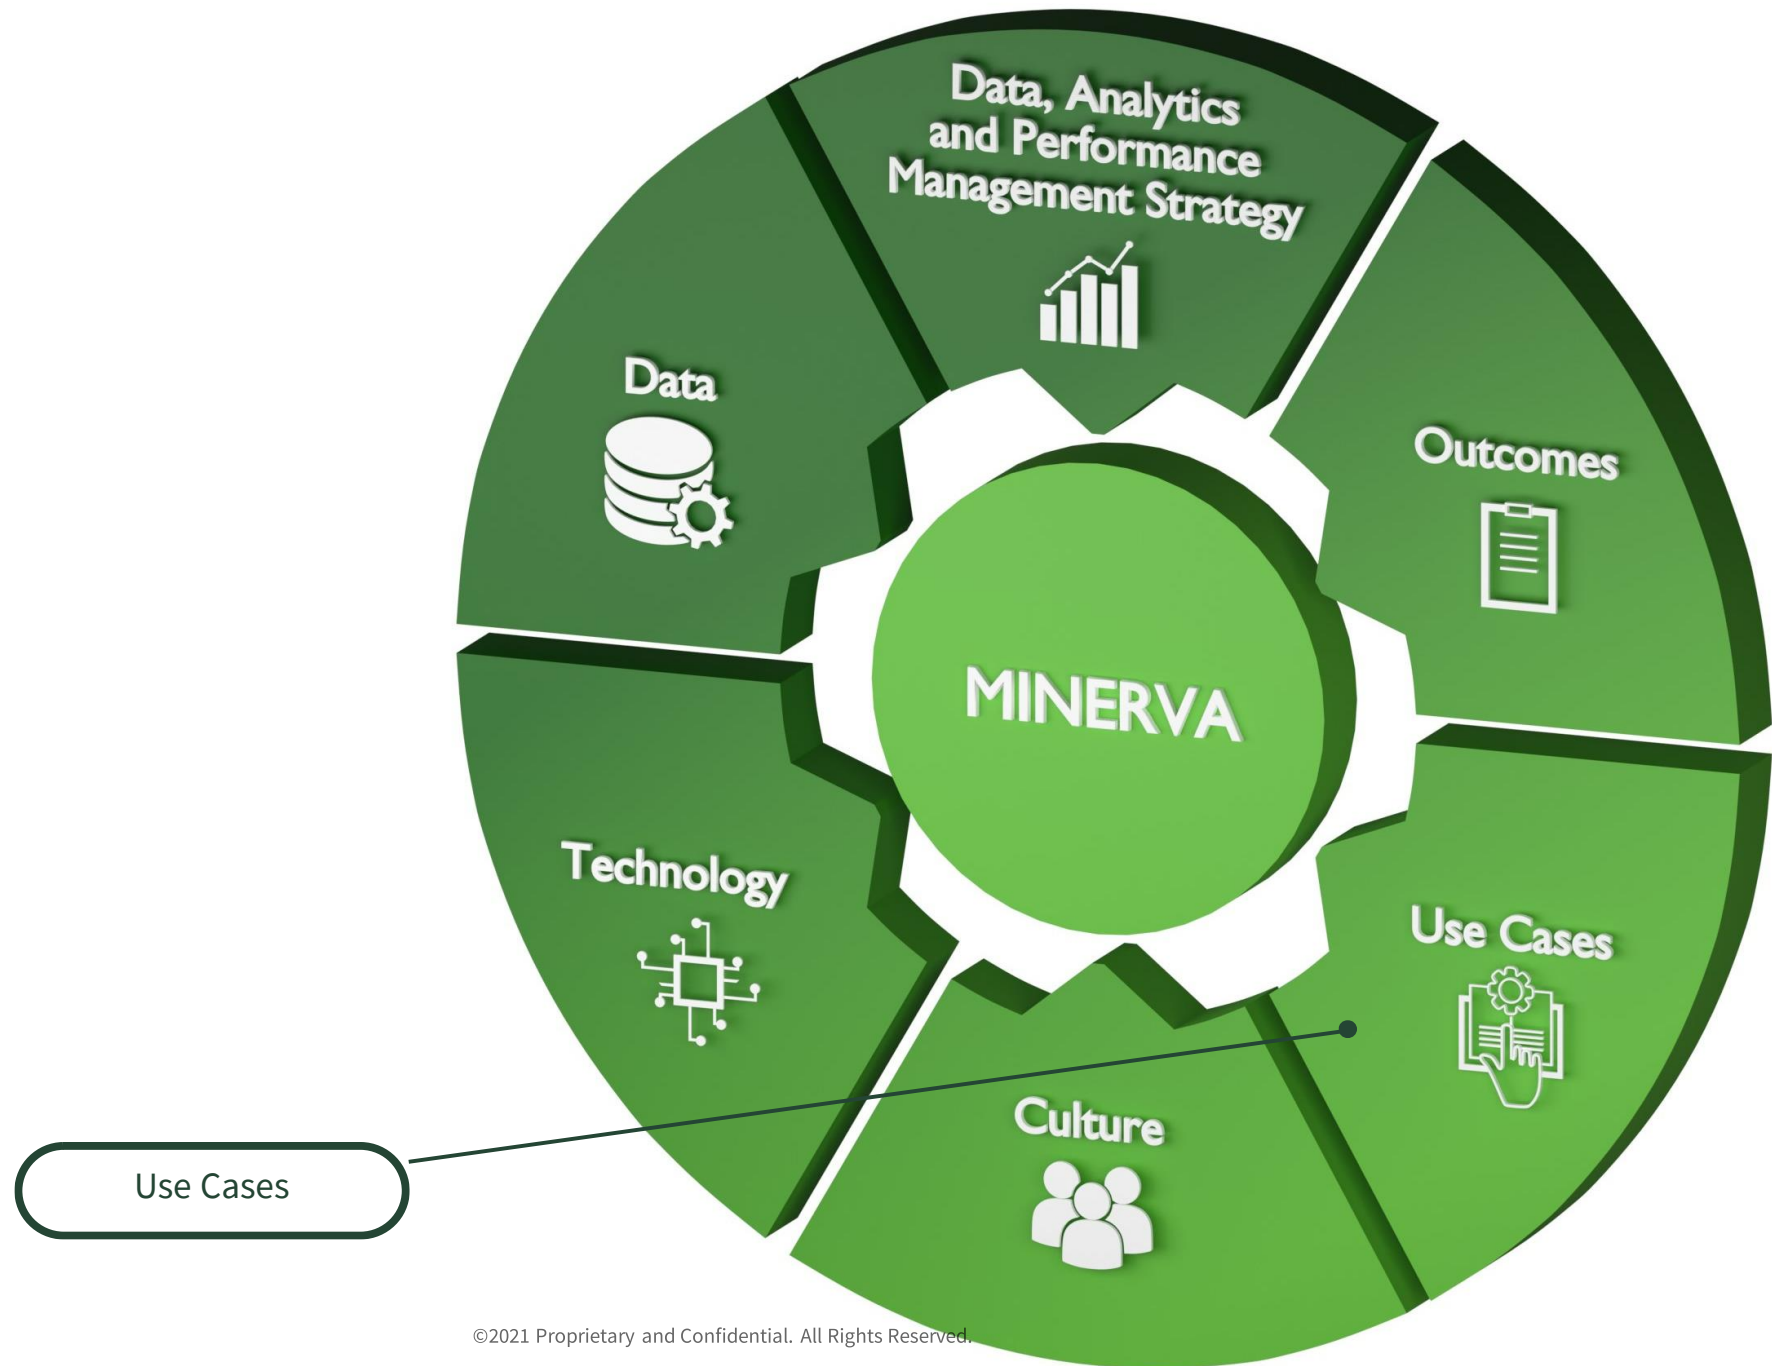 Data, Analytics
and Performance
Management Strategy
Data
Outcomes
MINERVA
Technology
Use Cases
Culture
Use Cases
©2021 Proprietary and Confidential. All Rights Reserved.